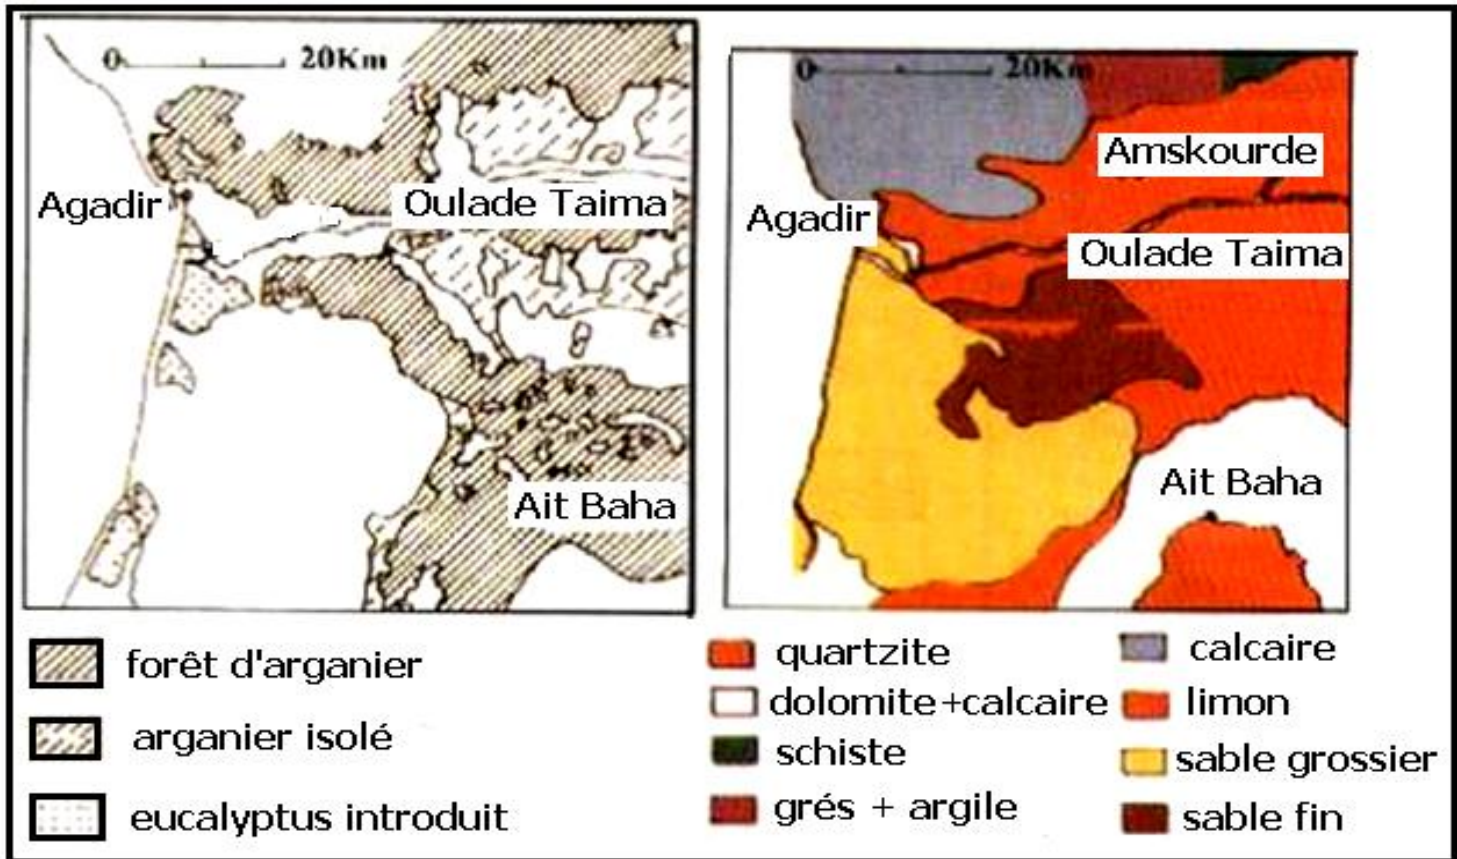 0 20Km
Agadir
Oulade Taima
Ait Baha
0 20Km
Amskourde
Agadir
Oulade Taima
Ait Baha
forêt d'arganier
arganier isolé
eucalyptus introduit
quartzite
dolomite+calcaire
schiste
grés + argile
calcaire
limon
sable grossier
sable fin